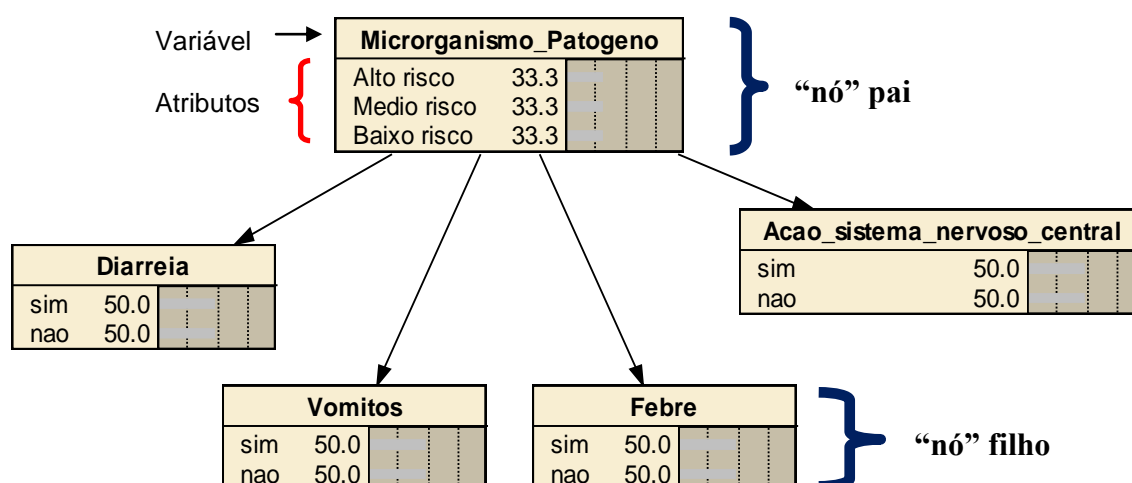 Variável
Microrganismo_Patogeno
Atributos
Alto risco 33.3
Medio risco 33.3
Baixo risco 33.3
“nó” pai
Acao_sistema_nervoso_central
sim 50.0
nao 50.0
Diarreia
sim 50.0
nao 50.0
Vomitos
sim 50.0
nao 50.0
Febre
sim 50.0
nao 50.0
“nó” filho